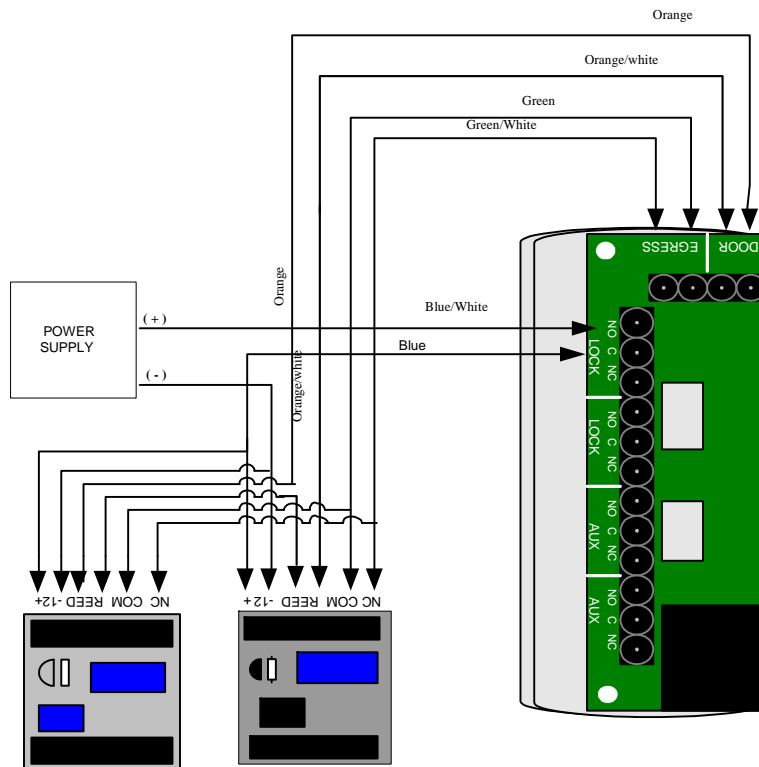 Orange
Orange/white
Green
Green/White
EGRESS
DOOR
Orange
( + )
Blue/White
POWER
SUPPLY
Blue
( - )
Orange/white
NO
C
NC
LOCK
NO
C
NC
LOCK
NO
C
NC
AUX
NO
C
NC
AUX
NC COM REED -12+
NC COM REED -12 +